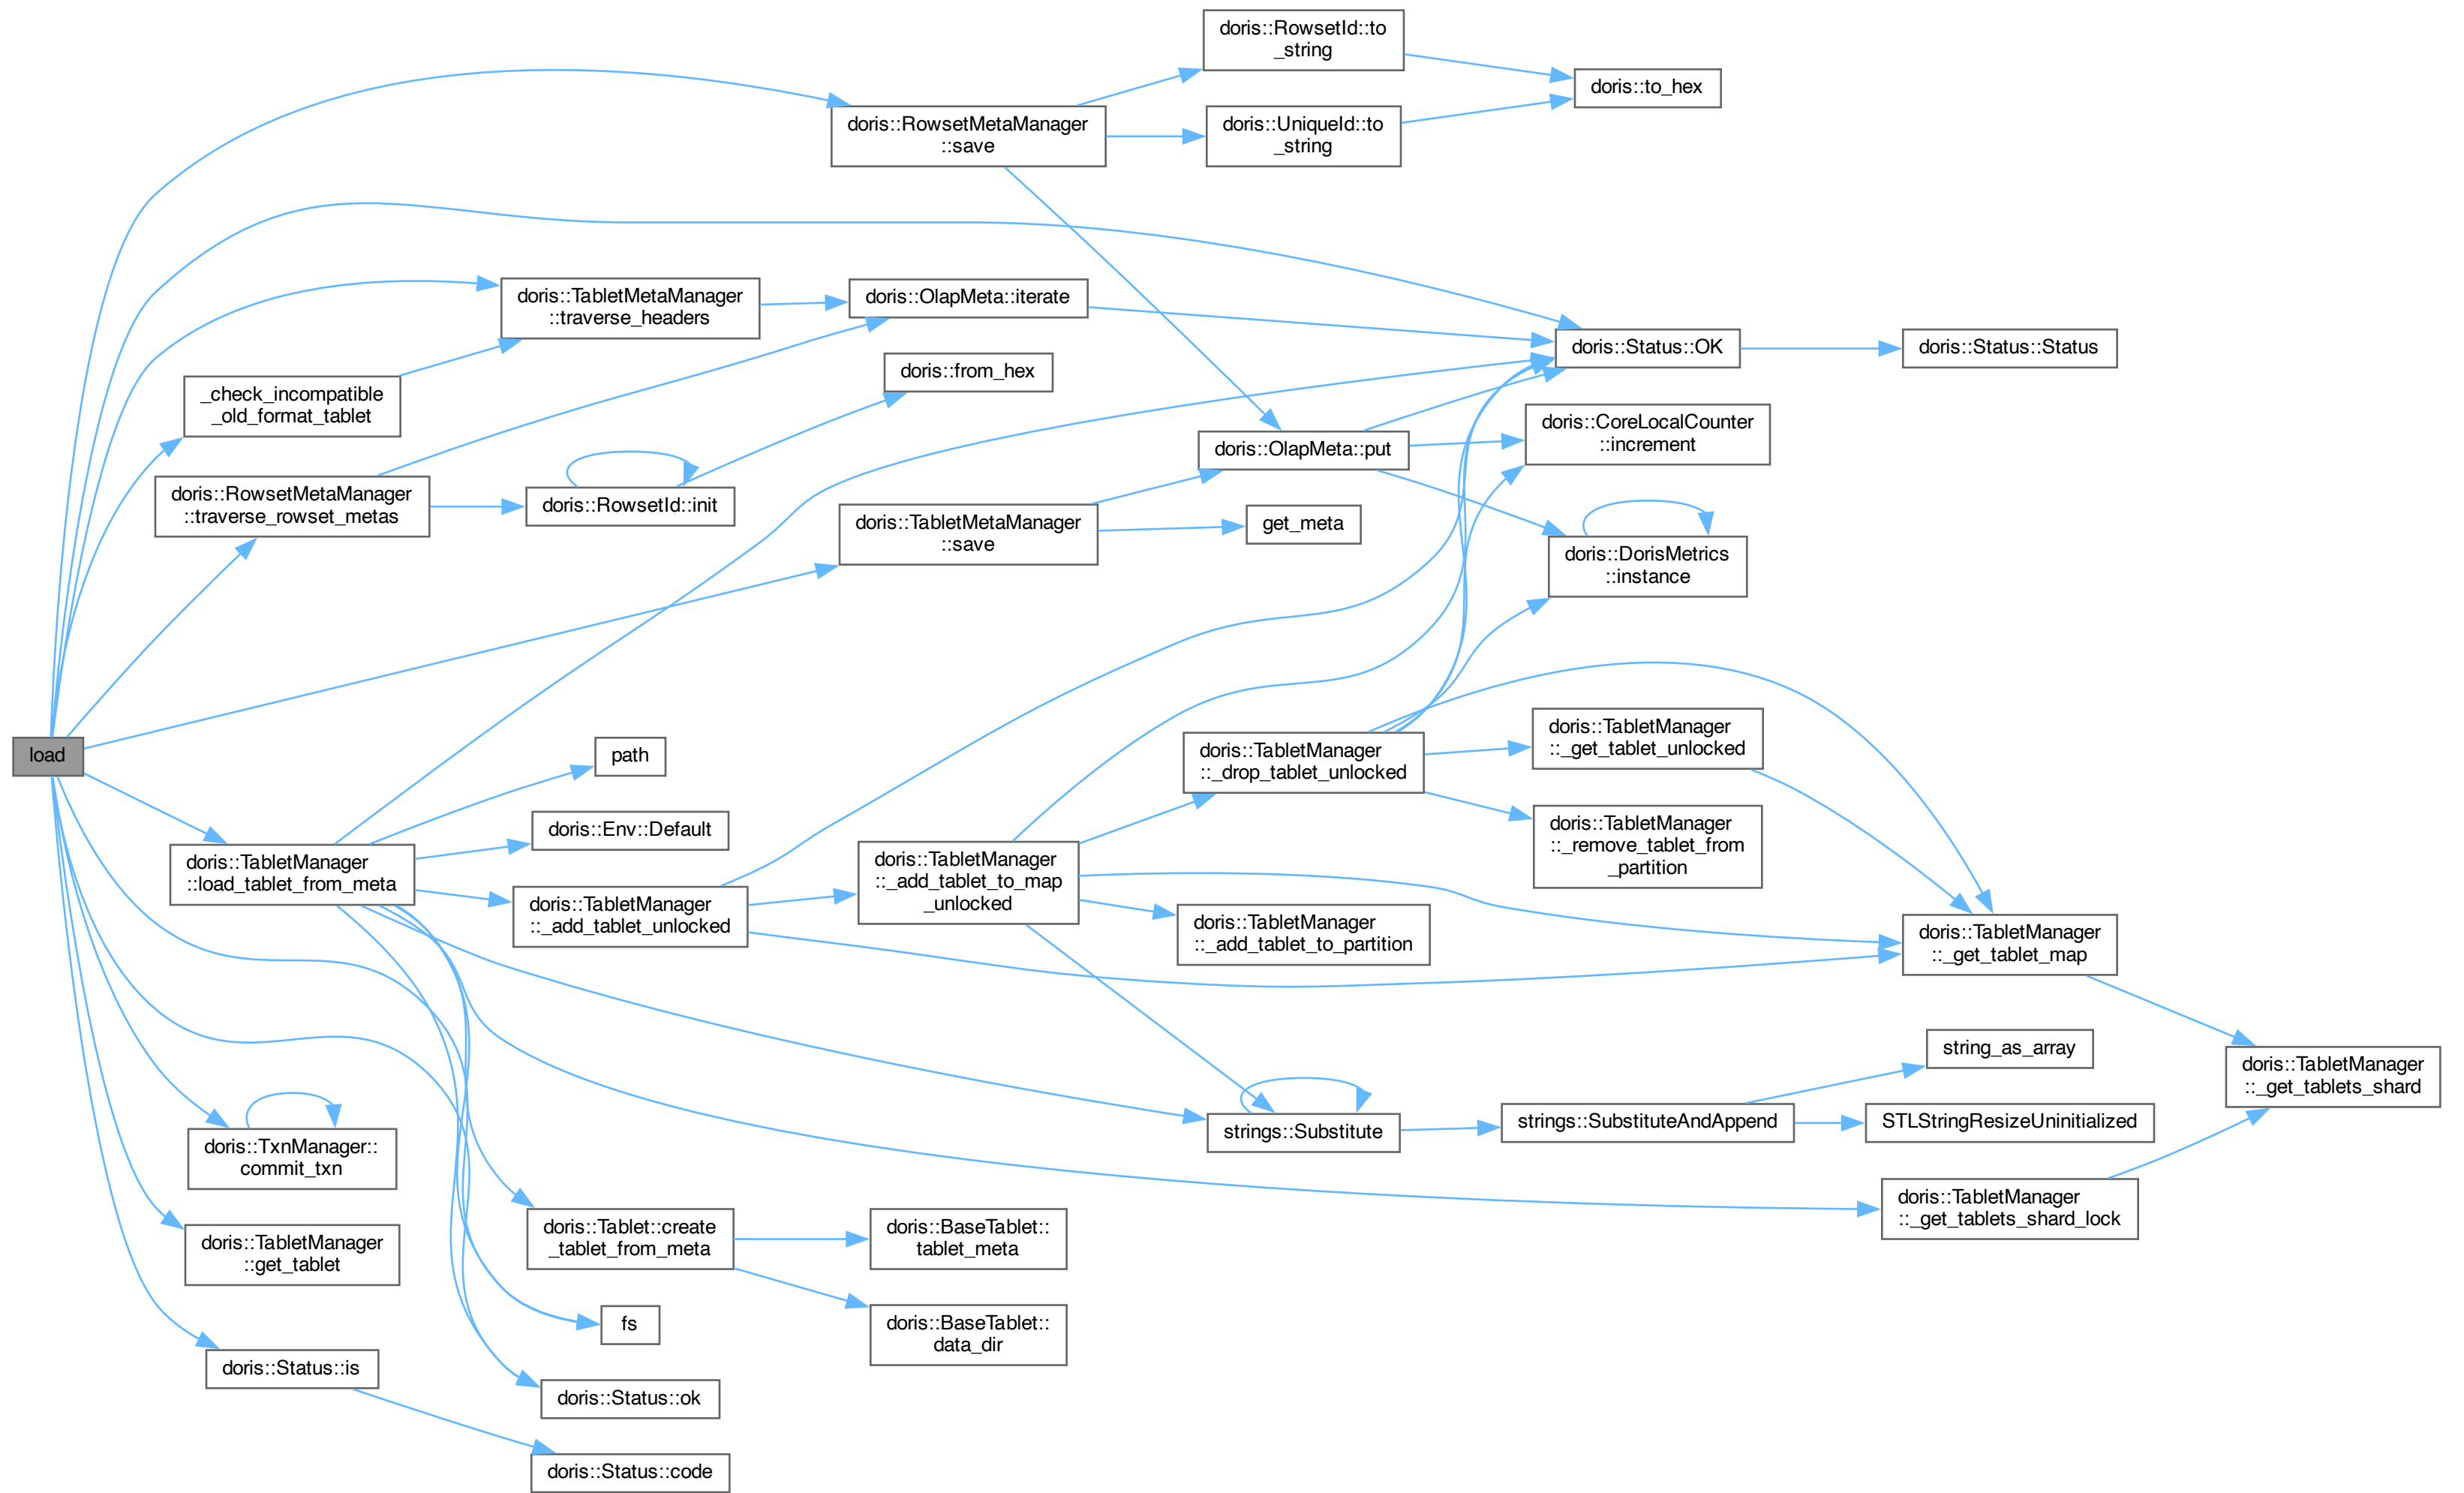 load
doris::RowsetMetaManager
::save
doris::RowsetId::to
_string
doris::UniqueId::to
_string
doris::to_hex
doris::TabletMetaManager
::traverse_headers
doris::OlapMeta::iterate
doris::Status::OK
doris::Status::Status
_check_incompatible
_old_format_tablet
doris::from_hex
doris::RowsetMetaManager
::traverse_rowset_metas
doris::RowsetId::init
doris::OlapMeta::put
doris::CoreLocalCounter
::increment
doris::TabletMetaManager
::save
get_meta
doris::DorisMetrics
::instance
doris::TabletManager
::load_tablet_from_meta
path
doris::Env::Default
doris::TabletManager
::_add_tablet_unlocked
doris::TabletManager
::_add_tablet_to_map
_unlocked
doris::TabletManager
::_drop_tablet_unlocked
doris::TabletManager
::_get_tablet_unlocked
doris::TabletManager
::_remove_tablet_from
_partition
doris::TabletManager
::_add_tablet_to_partition
doris::TabletManager
::_get_tablet_map
doris::TabletManager
::_get_tablets_shard
strings::Substitute
strings::SubstituteAndAppend
string_as_array
STLStringResizeUninitialized
doris::TabletManager
::_get_tablets_shard_lock
doris::TxnManager::
commit_txn
doris::TabletManager
::get_tablet
doris::Tablet::create
_tablet_from_meta
doris::BaseTablet::
tablet_meta
doris::BaseTablet::
data_dir
fs
doris::Status::is
doris::Status::ok
doris::Status::code